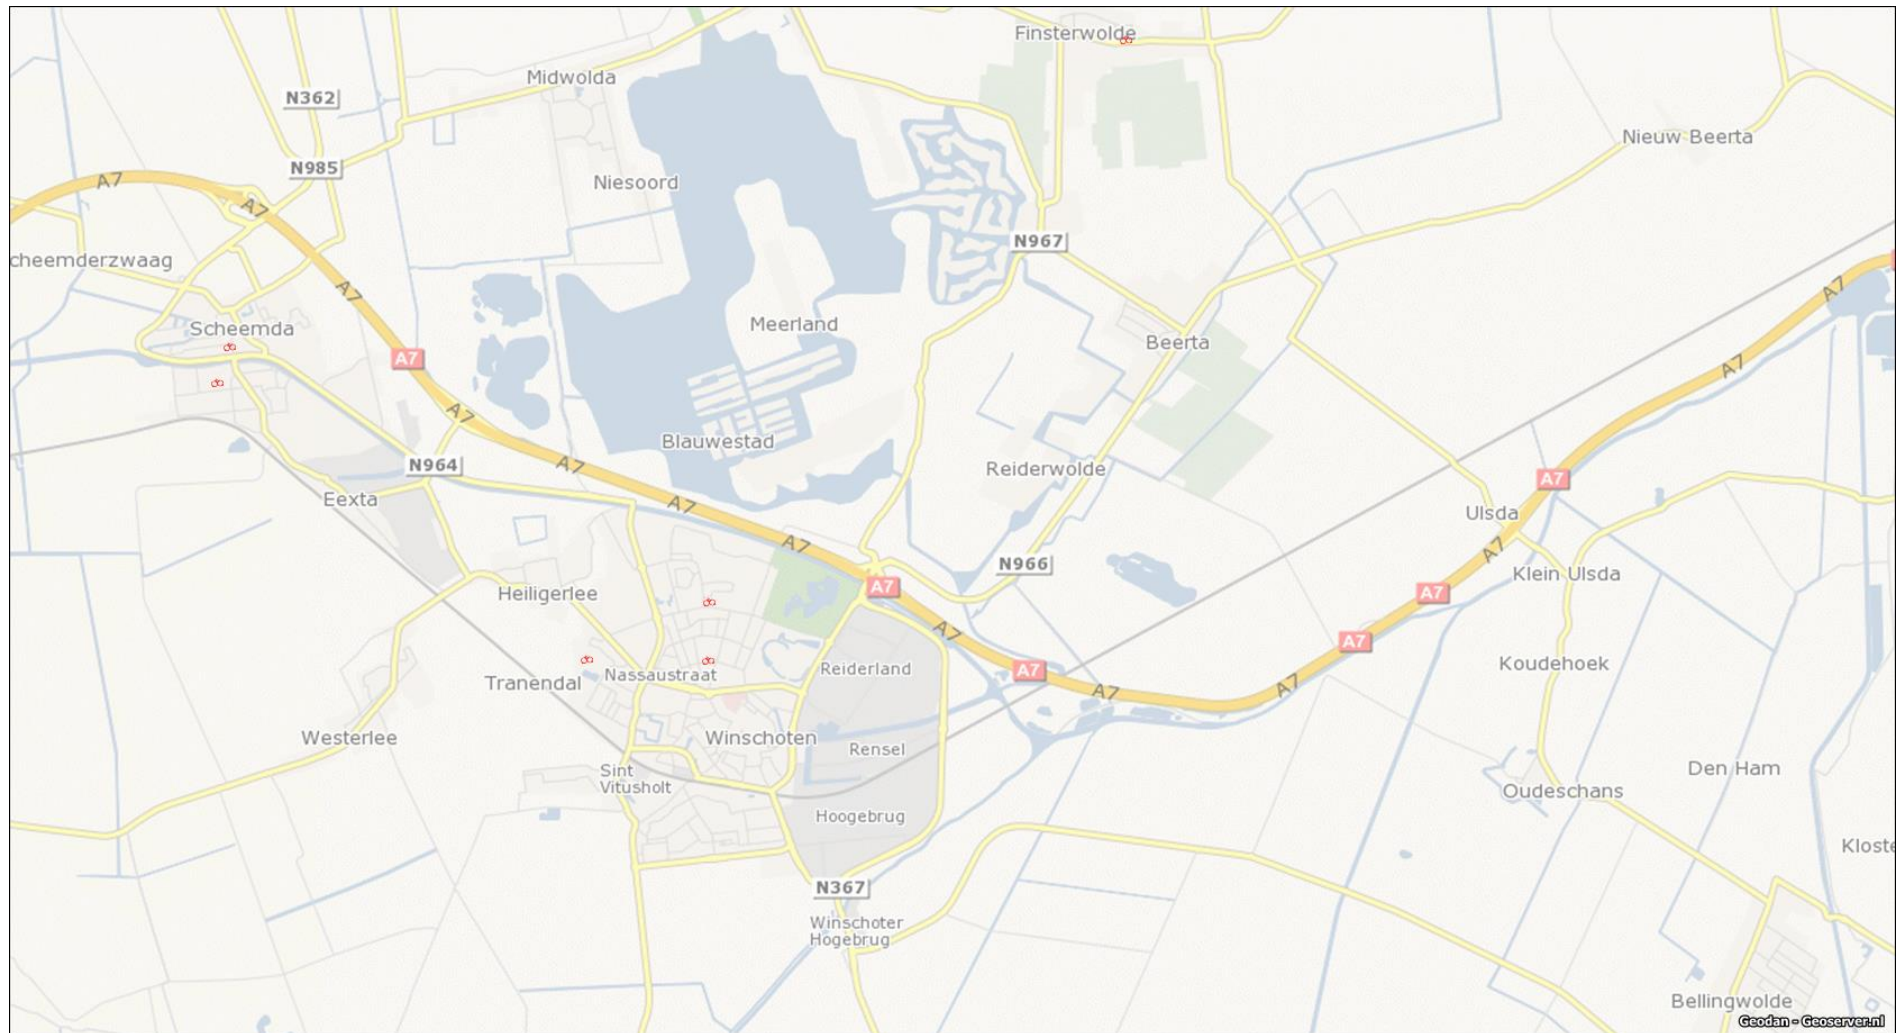 Finsterwolde
Midwolda
N362
Nieuw Beerta
N985
A7
Niesoord
A7
N967
cheemderzwaag
A7
A7
Scheemda
Meerland
Beerta
A7
A7
A7
Blauwestad
N964
A7
Reiderwolde
A7
Eexta
A7
Ulsda
A7
A7
N966
Klein Ulsda
A7
Heiligerlee
A7
A7
A7
Koudehoek
Reiderland
A7
Nassaustraat
Tranendal
A7
A7
Winschoten
Westerlee
Rensel
Den Ham
Sint
Vitusholt
Oudeschans
Hoogebrug
Kloste
N367
Winschoter
Hogebrug
Bellingwolde
Geodan - Geoserver.nl